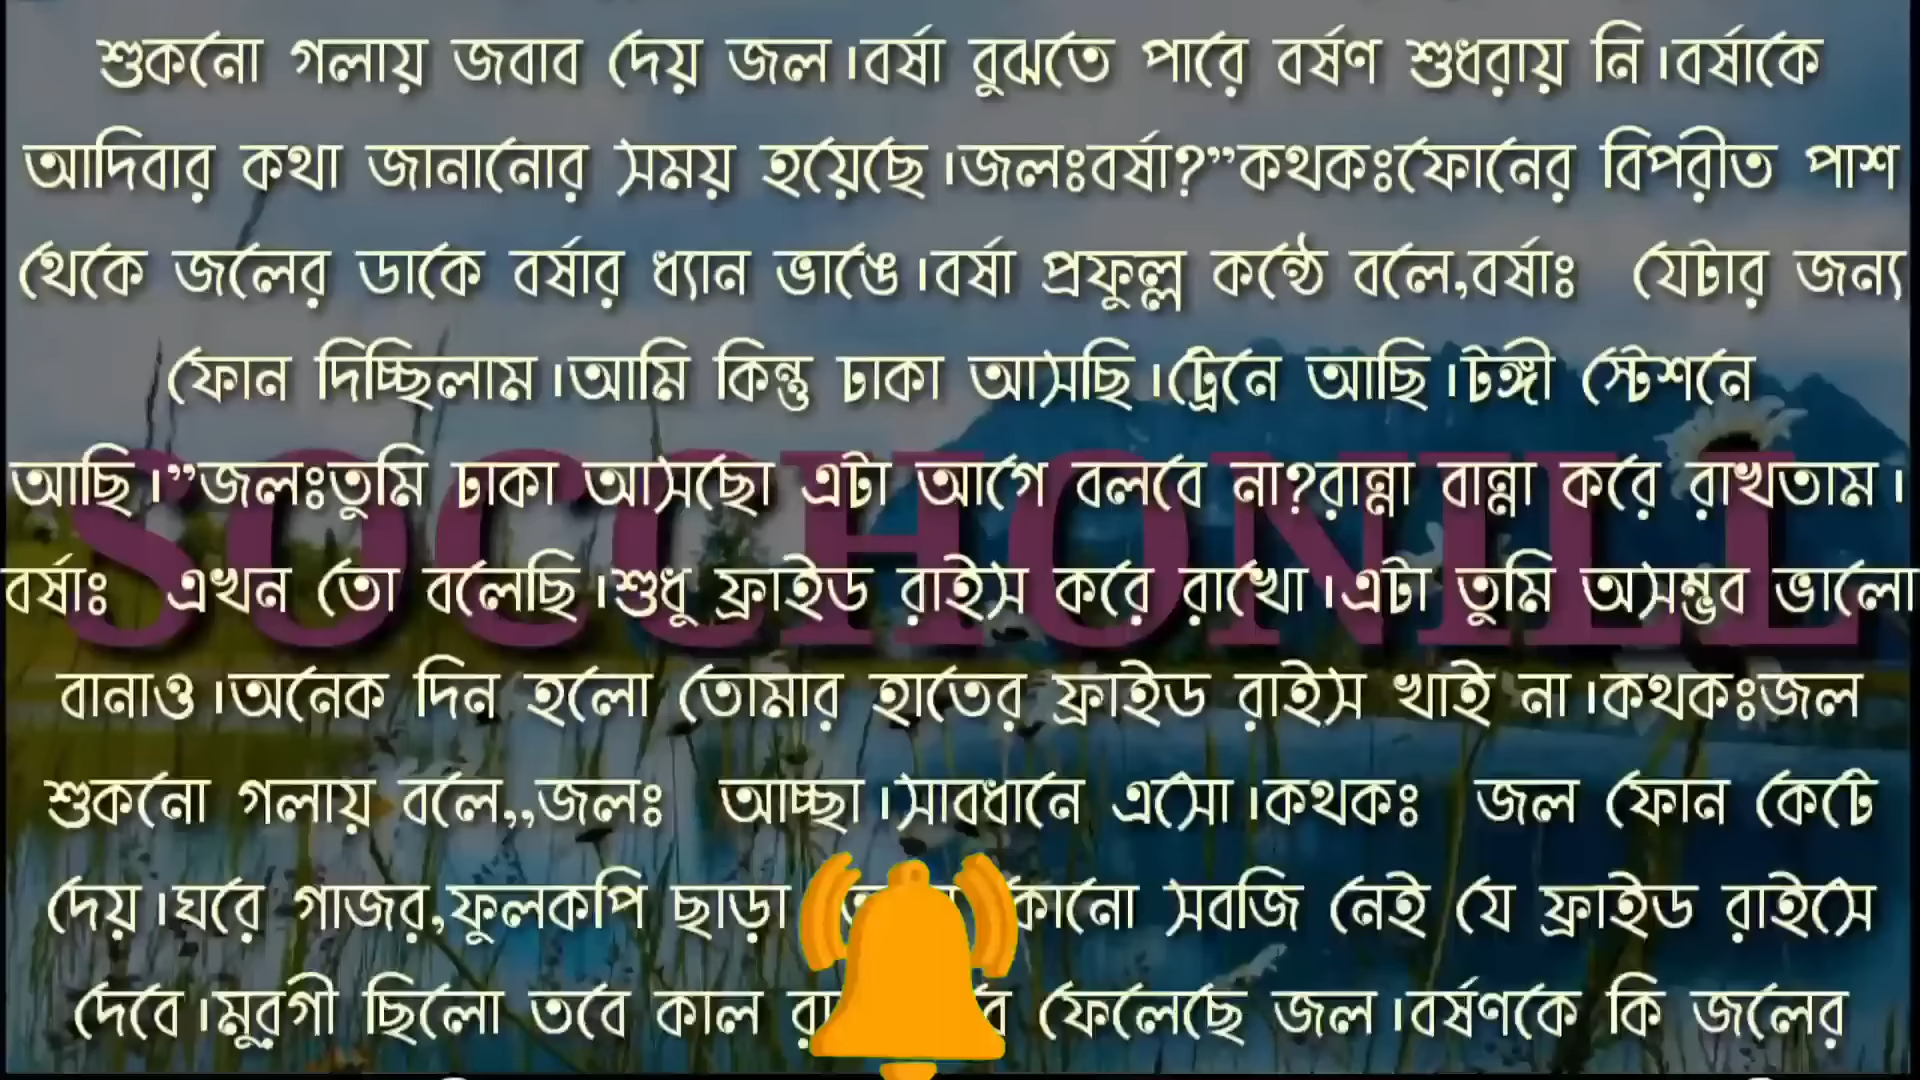 শুকনো গলায় জবাব দেয় জল।বর্ষা বুঝতে পারে বর্ষণ শুধরায় নি।বর্ষাকে
আদিবার কথা জানানোর সময় হয়েছে।জলঃবর্ষা?”কথকঃফোনের বিপরীত পাশ
থেকে জলের ডাকে বর্ষার ধ্যান ভাঙে।বর্ষা প্রফুল্ল কন্ঠে বলে,বর্ষাঃ যেটার জন্য
ফোন দিচ্ছিলাম।আমি কিন্তু ঢাকা আসছি।ট্রেনে আছি।টঙ্গী স্টেশনে
আছি।”জলঃতুমি ঢাকা আসছো এটা আগে বলবে না?রান্না বান্না করে রাখতাম।
SOCCHONILL
বর্ষাঃ এখন তো বলেছি।শুধু ফ্রাইড রাইস করে রাখো।এটা তুমি অসম্ভব ভালো
বানাও।অনেক দিন হলো তোমার হাতের ফ্রাইড রাইস খাই না।কথকঃজল
শুকনো গলায় বলে,,জলঃ আচ্ছা।সাবধানে এসো।কথকঃ জল ফোন কেটে
দেয়।ঘরে গাজর,ফুলকপি ছাড়া সবজি নেই যে ফ্রাইড রাইসে
দেবে।মুরগী ছিলো তবে কাল ফেলেছে জল।বর্ষণকে কি জলের